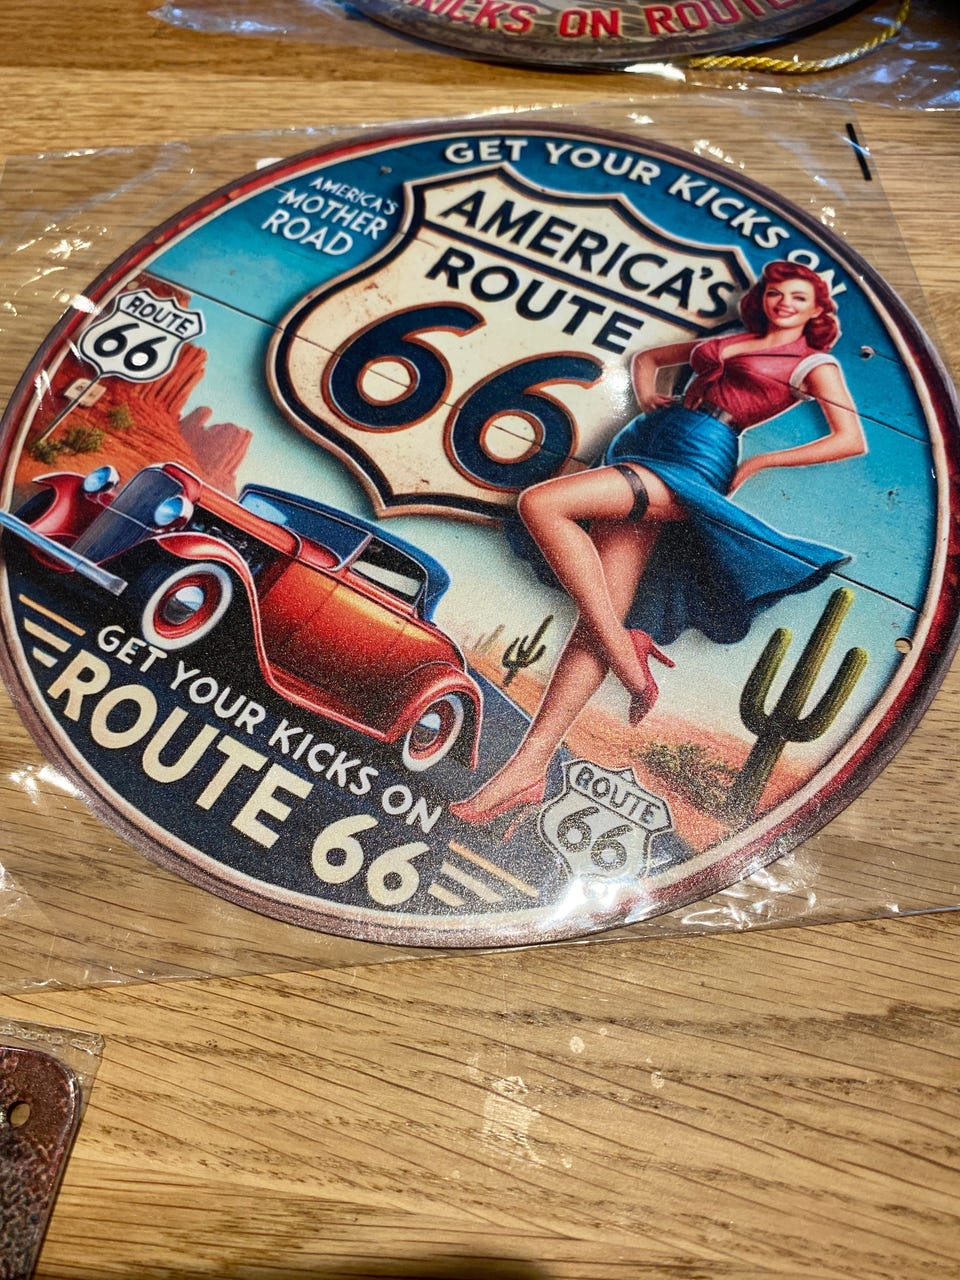 KICKS ON ROUTE
GET YOUR KICKS ON
AMERICA'S
MOTHER
ROAD
AMERICA'S
ROUTE
66
ROUTE
66
GET YOUR KICKS ON
ROUTE 66
ROUTE
66